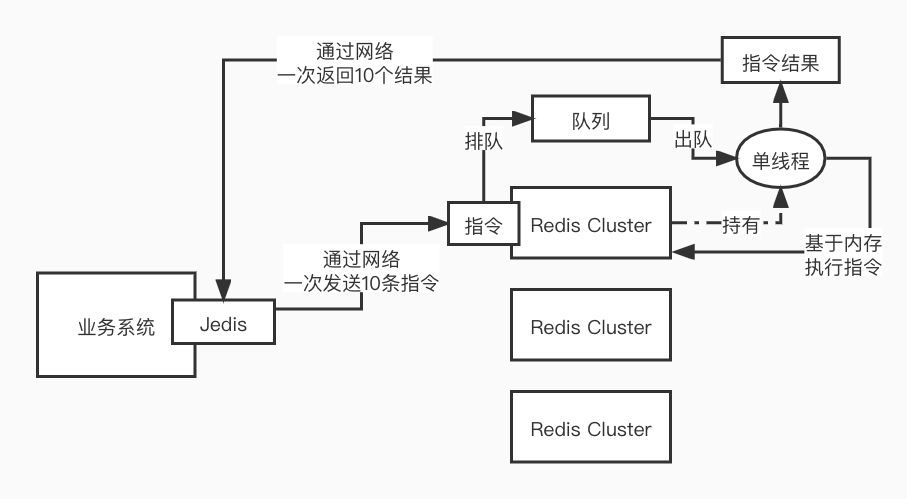 通过网络
一次返回10个结果
指令结果
队列
排队
出队
单线程
指令
Redis Cluster
持有
基于内存
执行指令
通过网络
一次发送10条指令
业务系统
Jedis
Redis Cluster
Redis Cluster